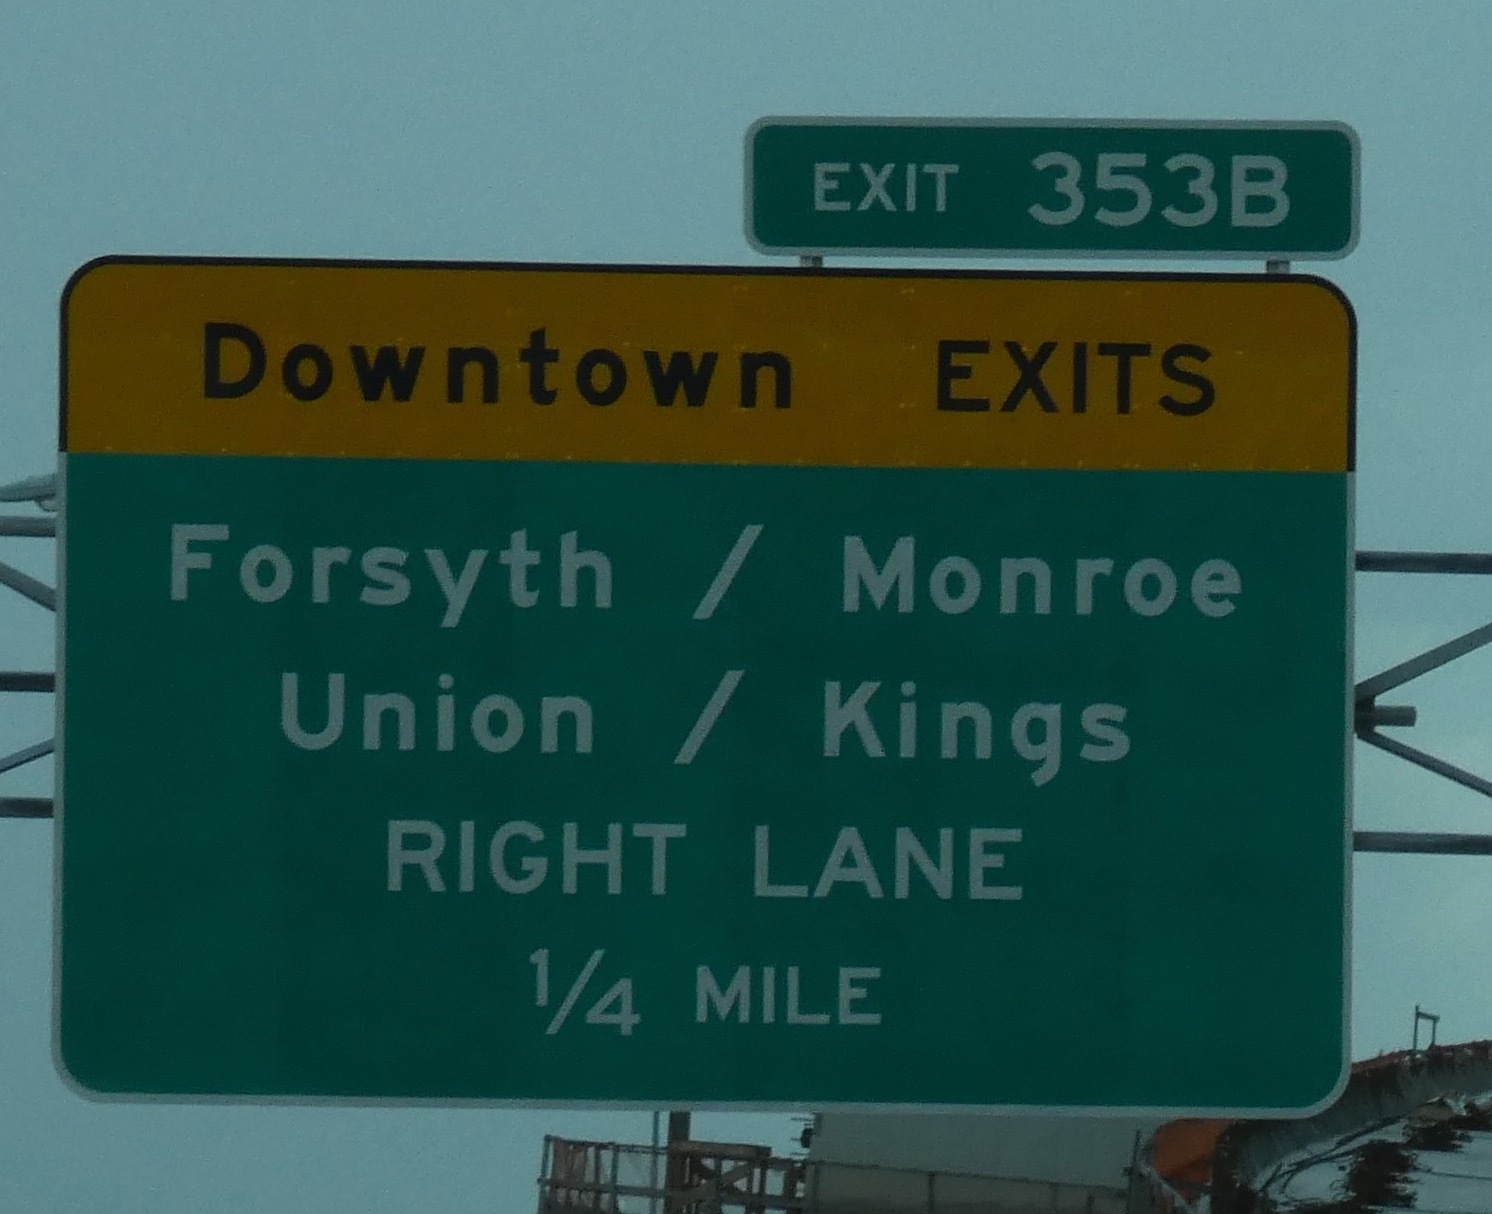 EXIT 353B
Downtown EXITS
Forsyth / Monroe
Union / Kings
RIGHT LANE
1/4 MILE